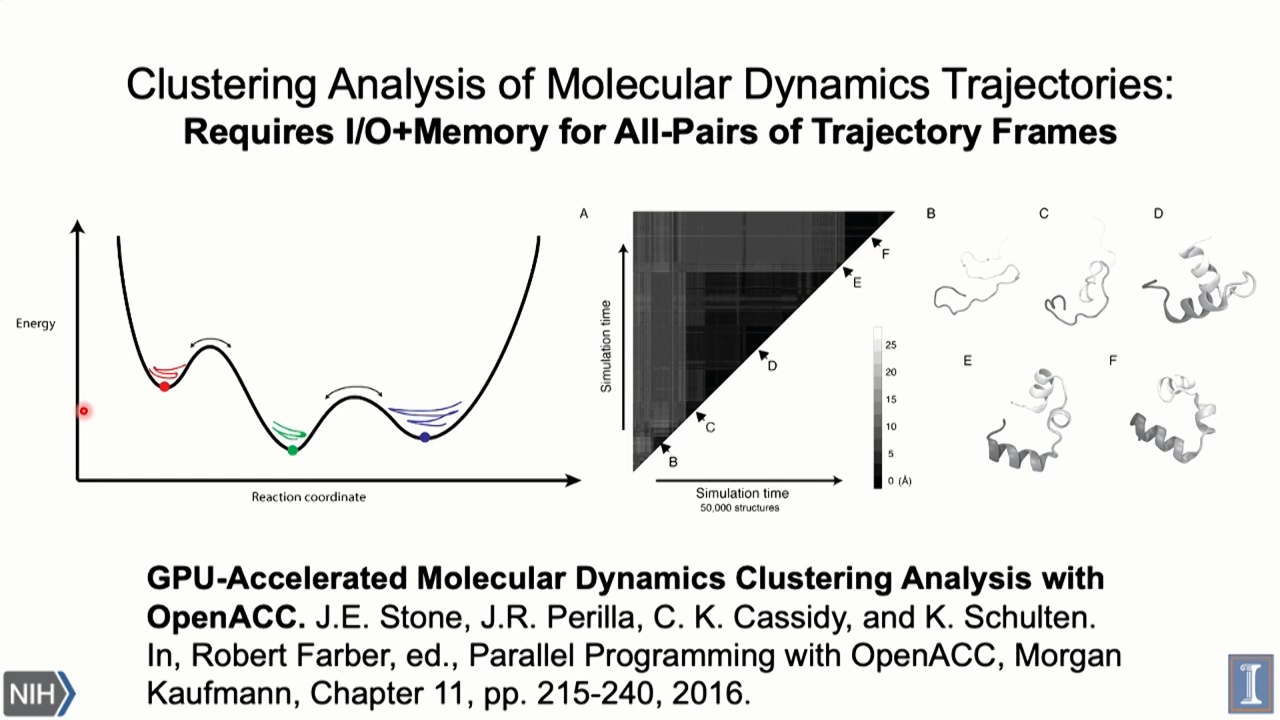 Clustering Analysis of Molecular Dynamics Trajectories:
Requires I/O+Memory for All-Pairs of Trajectory Frames
Energy
Reaction coordinate
A
Simulation time
B
C
D
E
F
Simulation time
50,000 structures
25
20
15
10
5
0 (Å)
B
C
D
E
F
GPU-Accelerated Molecular Dynamics Clustering Analysis with
OpenACC. J.E. Stone, J.R. Perilla, C. K. Cassidy, and K. Schulten.
In, Robert Farber, ed., Parallel Programming with OpenACC, Morgan
Kaufmann, Chapter 11, pp. 215-240, 2016.
NIH
I